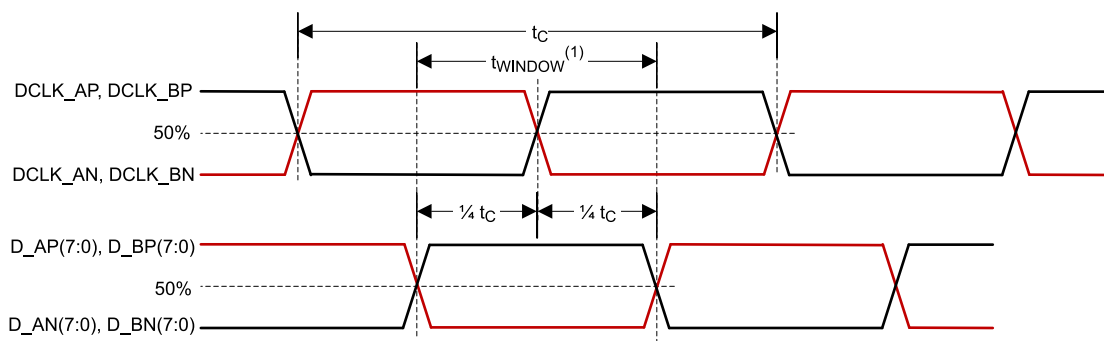 tC
tWINDOW(1)
DCLK_AP, DCLK_BP
50%
DCLK_AN, DCLK_BN
¼ tC ¼ tC
D_AP(7:0), D_BP(7:0)
50%
D_AN(7:0), D_BN(7:0)